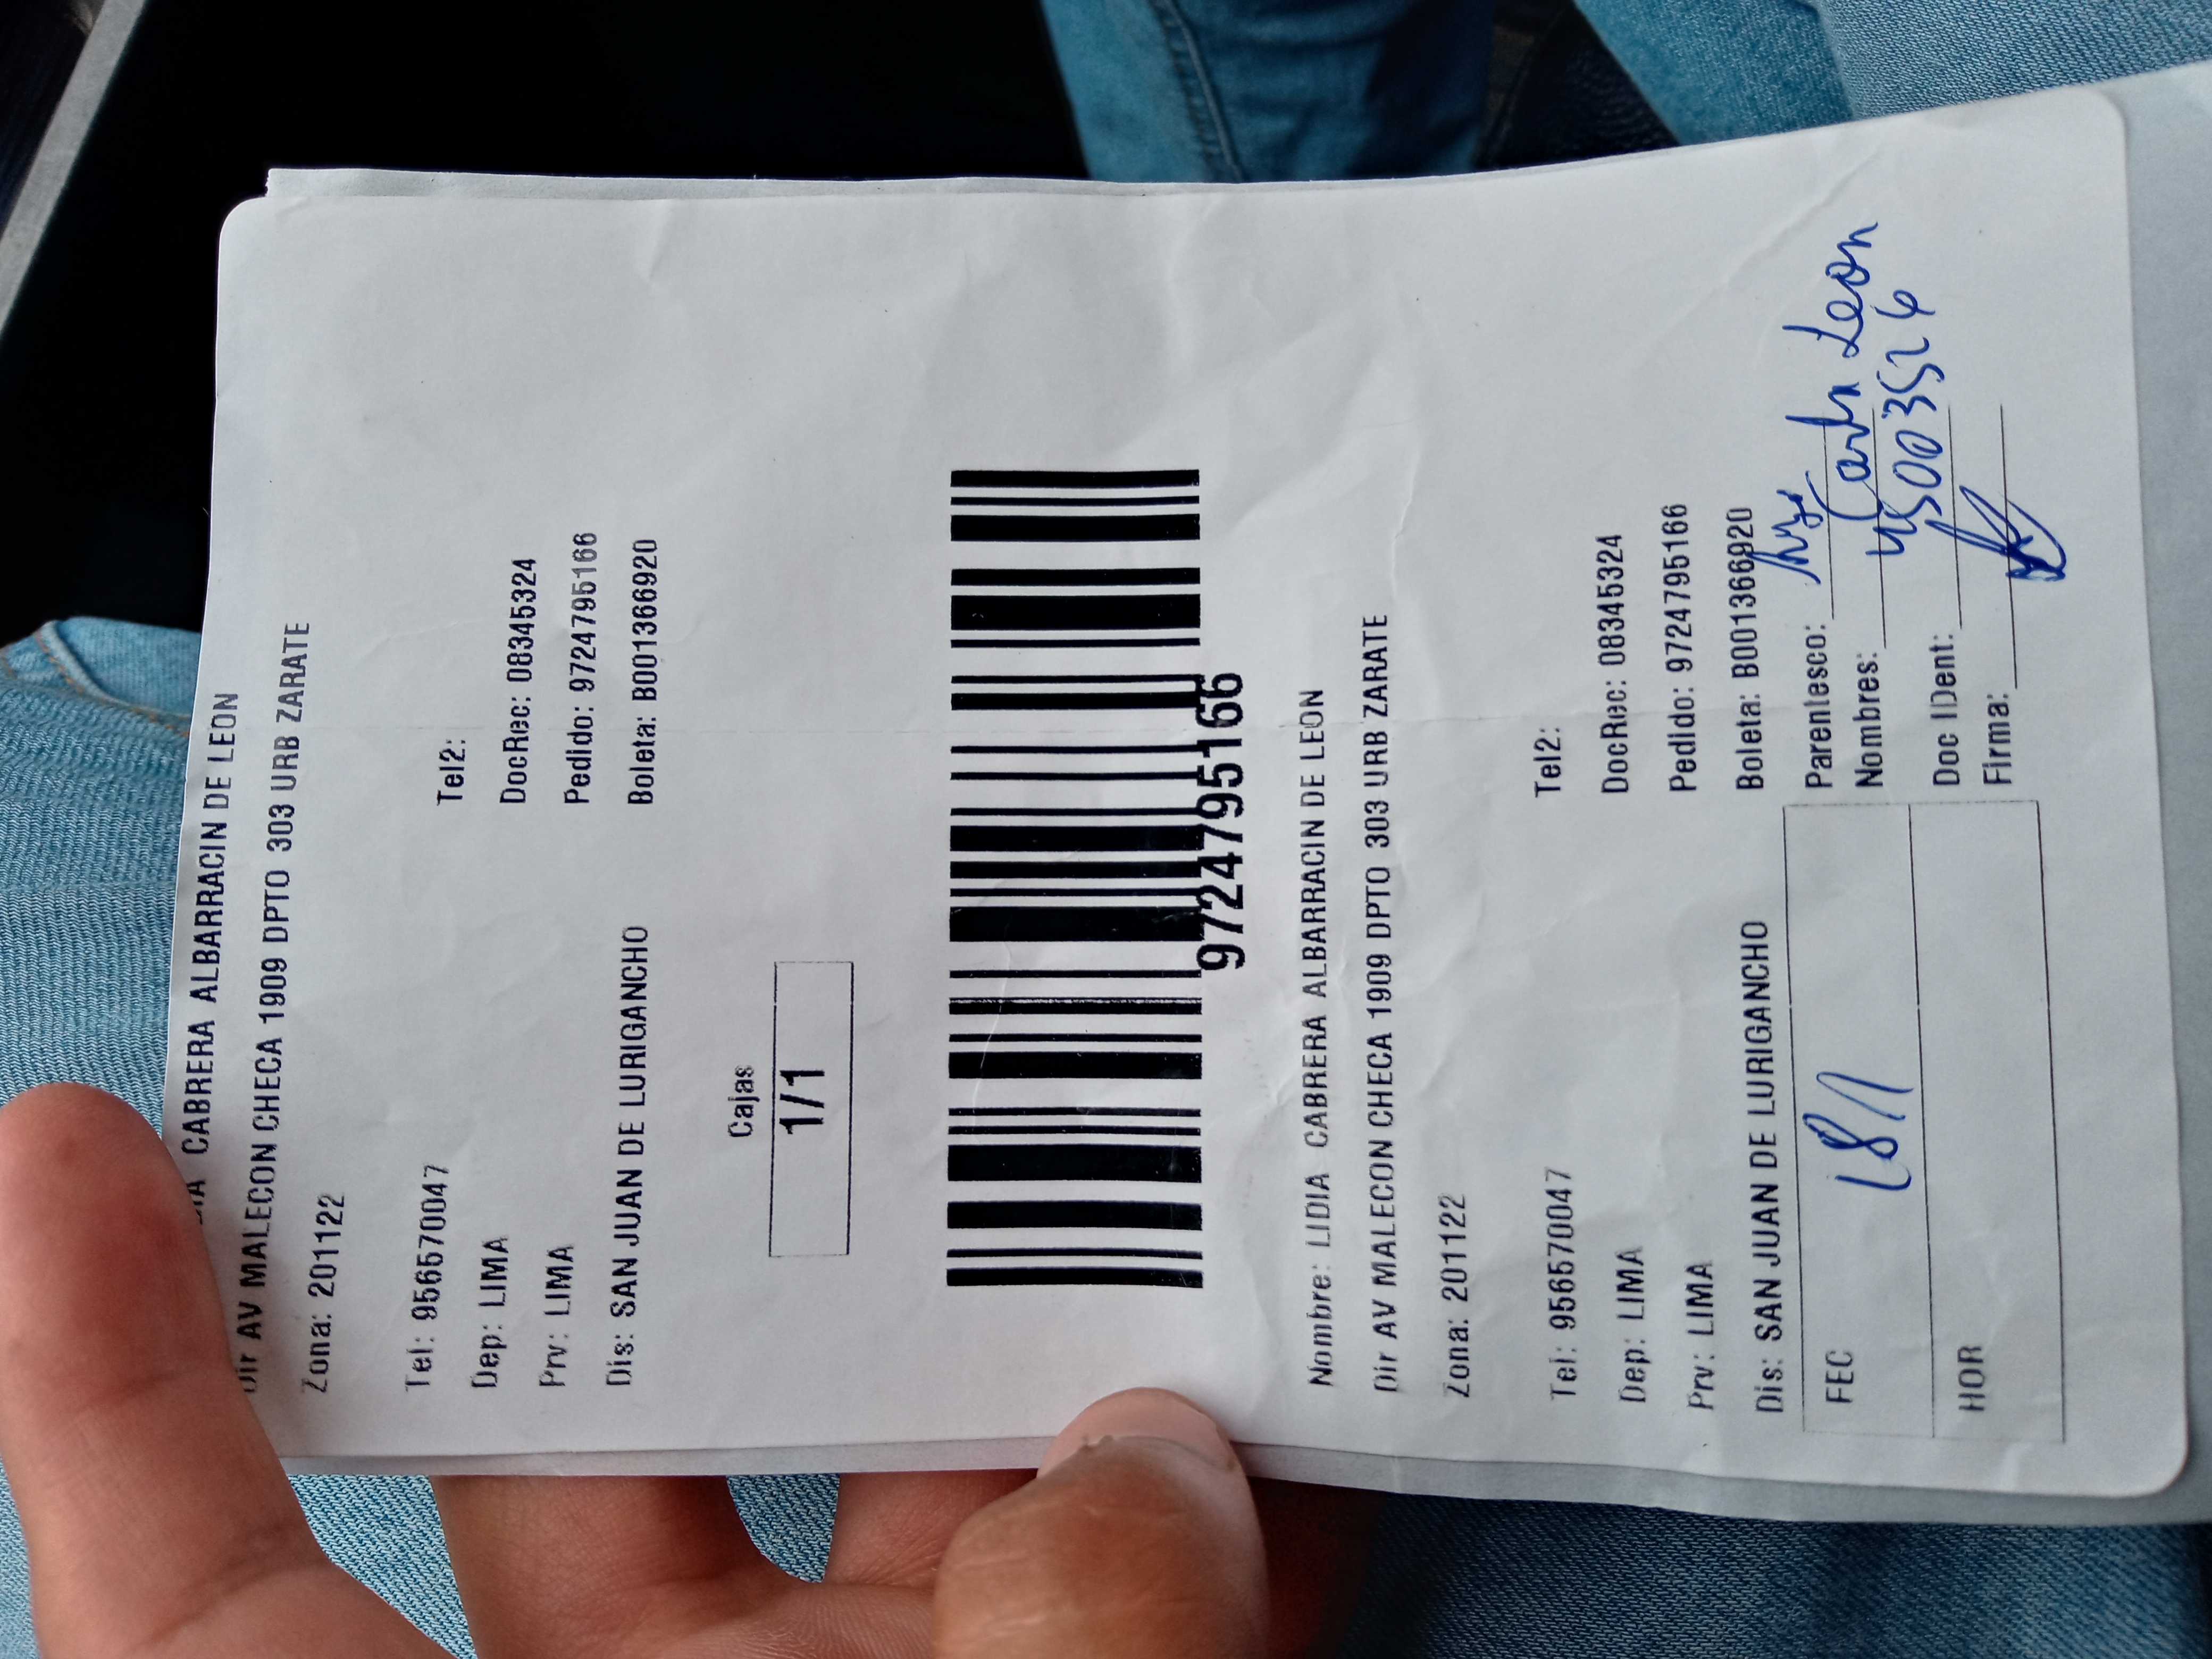 CABRERA ALBARRACIN DE LEON
Dir AV MALECON CHECA 1909 DPTO 303 URB ZARATE
Zona: 201122
Tel: 956570047 Tel2:
Dep: LIMA DocRec: 08345324
Prv: LIMA Pedido: 9724795166
Dis: SAN JUAN DE LURIGANCHO Boleta: B001366920
Cajas
1/1
9724795166
Nombre: LIDIA CABRERA ALBARRACIN DE LEON
Dir AV MALECON CHECA 1909 DPTO 303 URB ZARATE
Zona: 201122
Tel: 956570047 Tel2:
Dep: LIMA DocRec: 08345324
Prv: LIMA Pedido: 9724795166
Dis: SAN JUAN DE LURIGANCHO Boleta: B001366920
FEC 18/1 Parentesco:
Nombres: Leon
HOR Doc IDent: 45003526
Firma: